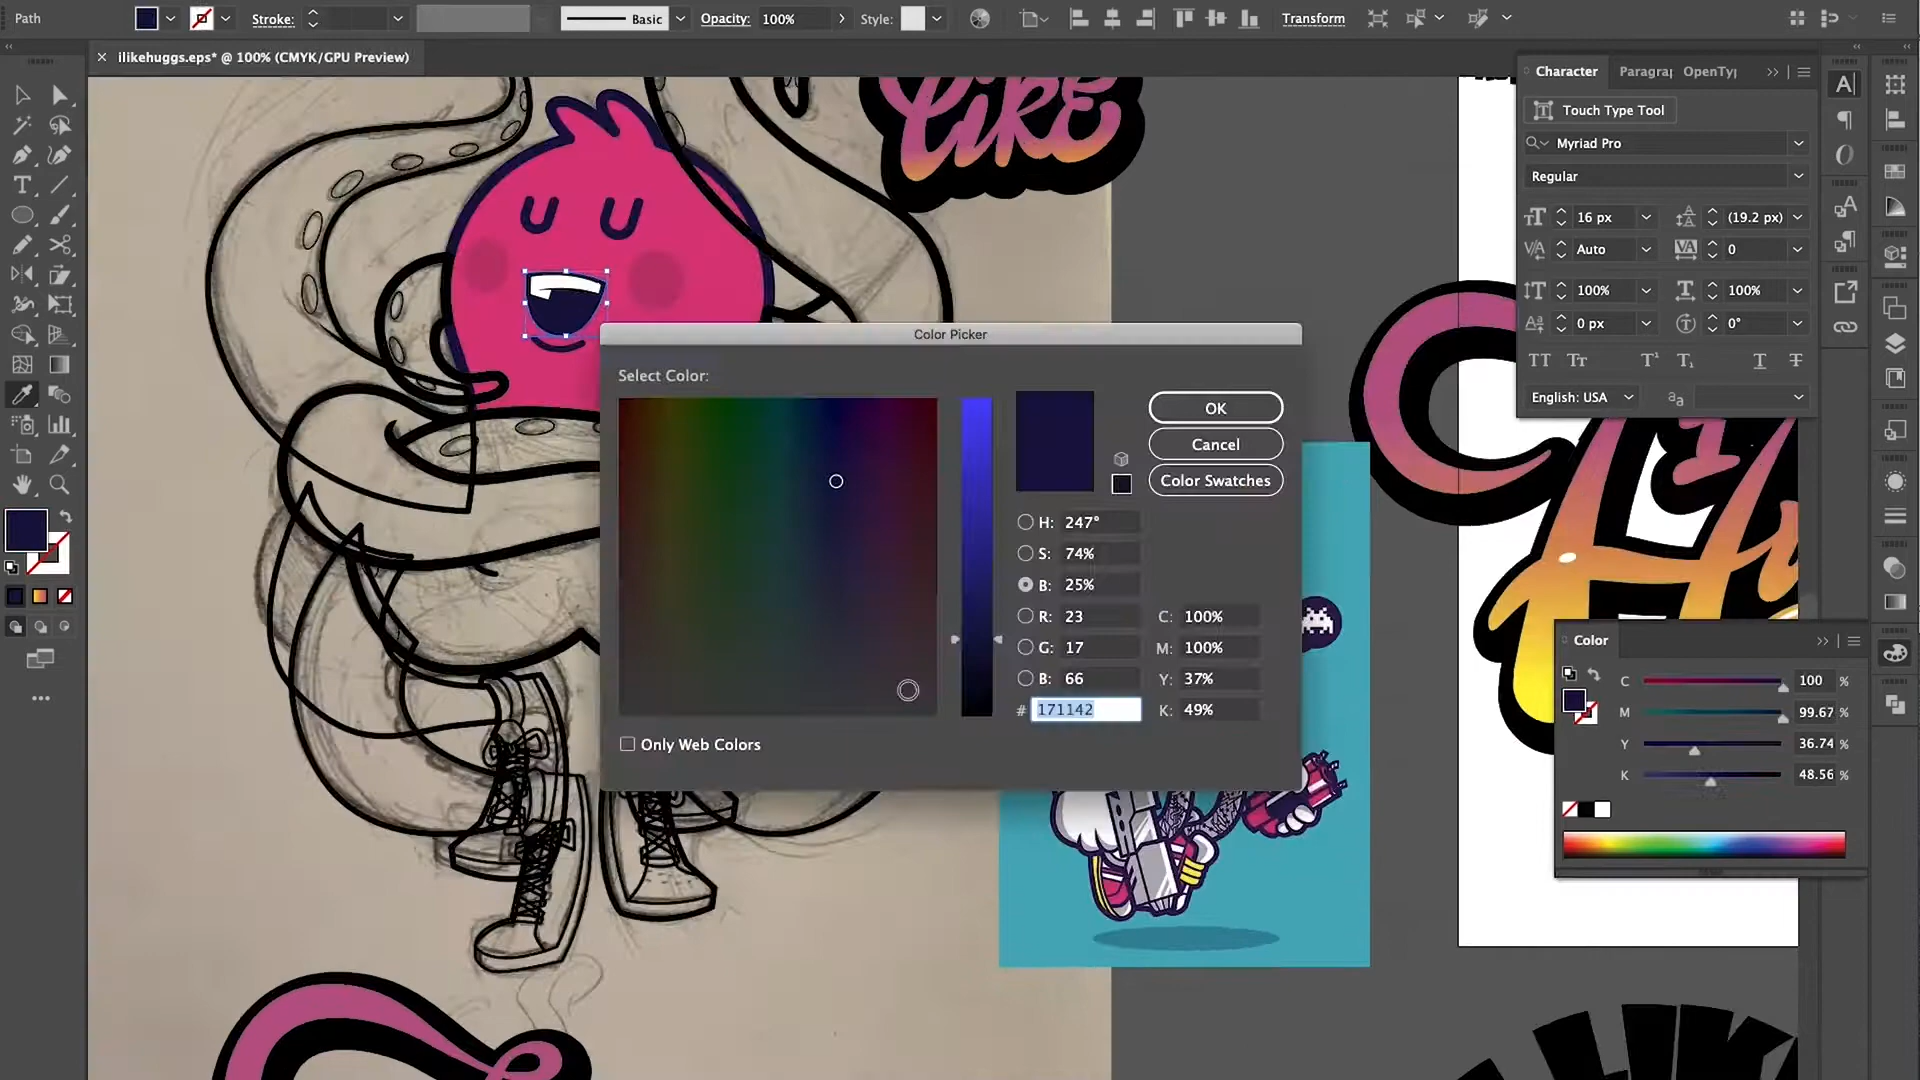 Path
Stroke:
Basic
Opacity:
100%
Style:
Transform
ilikehuggs.eps* @ 100% (CMYK/GPU Preview)
like
Character
OpenTy
Touch Type Tool
Myriad Pro
Regular
16 px
(19.2 px)
Auto
0
100%
100%
0 px
0°
English: USA
Color Picker
Select Color:
OK
Cancel
Color Swatches
H: 247°
S: 74%
B: 25%
R: 23
C: 100%
G: 17
M: 100%
B: 66
Y: 37%
# 171142
K: 49%
Only Web Colors
Color
C 100 %
M 99.67 %
Y 36.74 %
K 48.56 %